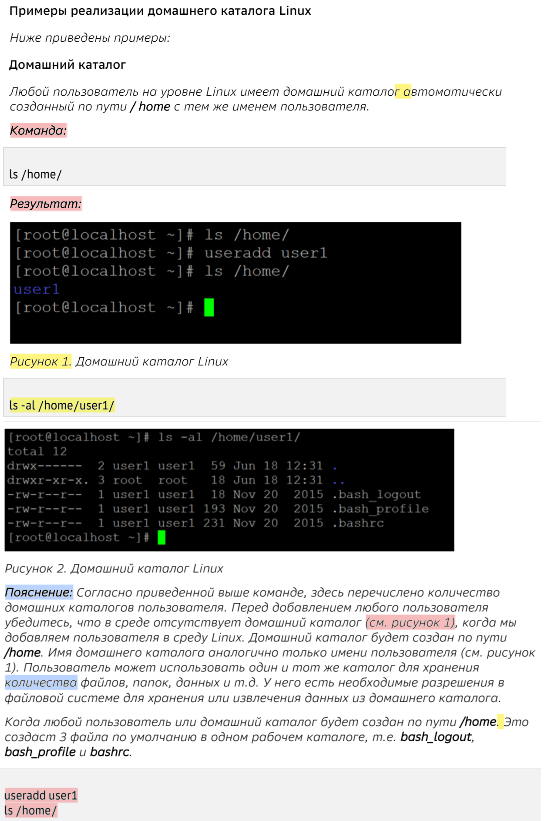 Примеры реализации домашнего каталога Linux
Ниже приведены примеры:
Домашний каталог
Любой пользователь на уровне Linux имеет домашний каталог автоматически
созданный по пути / home с тем же именем пользователя.
Команда:
ls /home/
Результат:
[root@localhost ~]# ls /home/
[root@localhost ~]# useradd user1
[root@localhost ~]# ls /home/
user1
[root@localhost ~]#
Рисунок 1. Домашний каталог Linux
ls -al /home/user1/
[root@localhost ~]# ls -al /home/user1/
total 12
drwx------ 2 user1 user1 59 Jun 18 12:31 .
drwxr-xr-x. 3 root root 18 Jun 18 12:31 ..
-rw-r--r-- 1 user1 user1 18 Nov 20 2015 .bash_logout
-rw-r--r-- 1 user1 user1 193 Nov 20 2015 .bash_profile
-rw-r--r-- 1 user1 user1 231 Nov 20 2015 .bashrc
[root@localhost ~]#
Рисунок 2. Домашний каталог Linux
Пояснение: Согласно приведенной выше команде, здесь перечислено количество
домашних каталогов пользователя. Перед добавлением любого пользователя
убедитесь, что в среде отсутствует домашний каталог (см. рисунок 1), когда мы
добавляем пользователя в среду Linux. Домашний каталог будет создан по пути
/home. Имя домашнего каталога аналогично только имени пользователя (см. рисунок
1). Пользователь может использовать один и тот же каталог для хранения
количества файлов, папок, данных и т.д. У него есть необходимые разрешения в
файловой системе для хранения или извлечения данных из домашнего каталога.
Когда любой пользователь или домашний каталог будет создан по пути /home. Это
создаст 3 файла по умолчанию в одном рабочем каталоге, т.е. bash_logout,
bash_profile и bashrc.
useradd user1
ls /home/